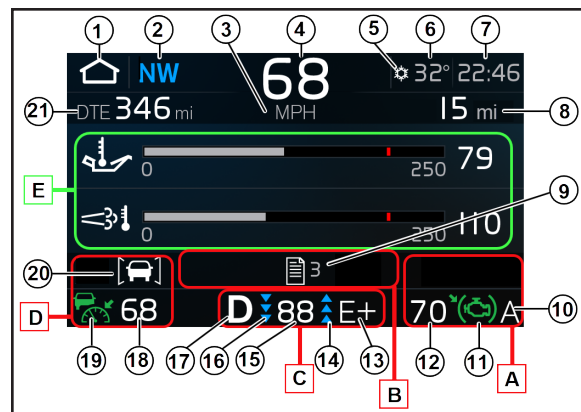 1 2 3 4 5 6 7
NW 68 32° 22:46
21 DTE 346 mi MPH 15 mi 8
0 250 79
E
0 250 110 9
20 3
D 68 D 88 E+ 70 A 10
19 18 17 16 15 14 13 12 11
C B A